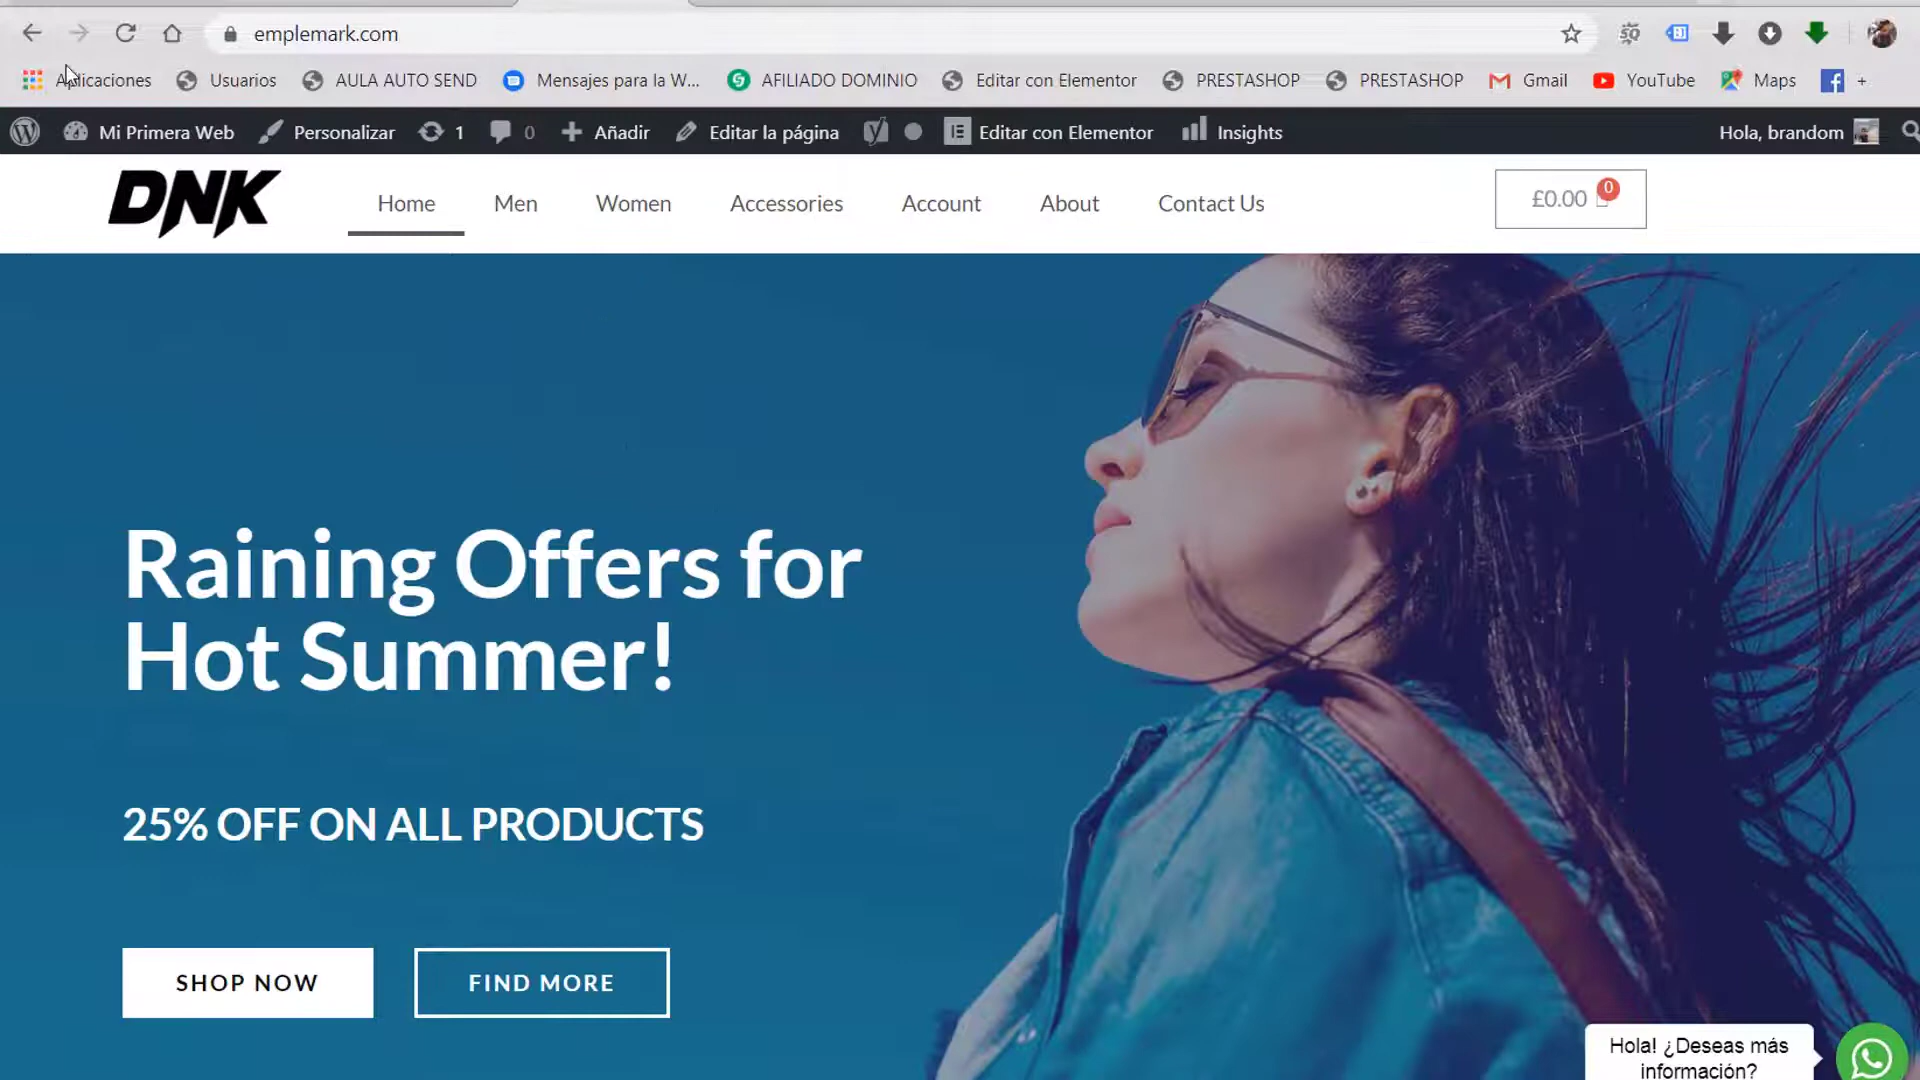 emplemark.com
Aplicaciones Usuarios AULA AUTO SEND Mensajes para la W... AFILIADO DOMINIO Editar con Elementor PRESTASHOP PRESTASHOP Gmail YouTube Maps +
Mi Primera Web Personalizar 1 0 Añadir Editar la página Editar con Elementor Insights Hola, brandom
DNK Home Men Women Accessories Account About Contact Us £0.00 0
Raining Offers for
Hot Summer!
25% OFF ON ALL PRODUCTS
SHOP NOW FIND MORE
Hola! ¿Deseas más
información?